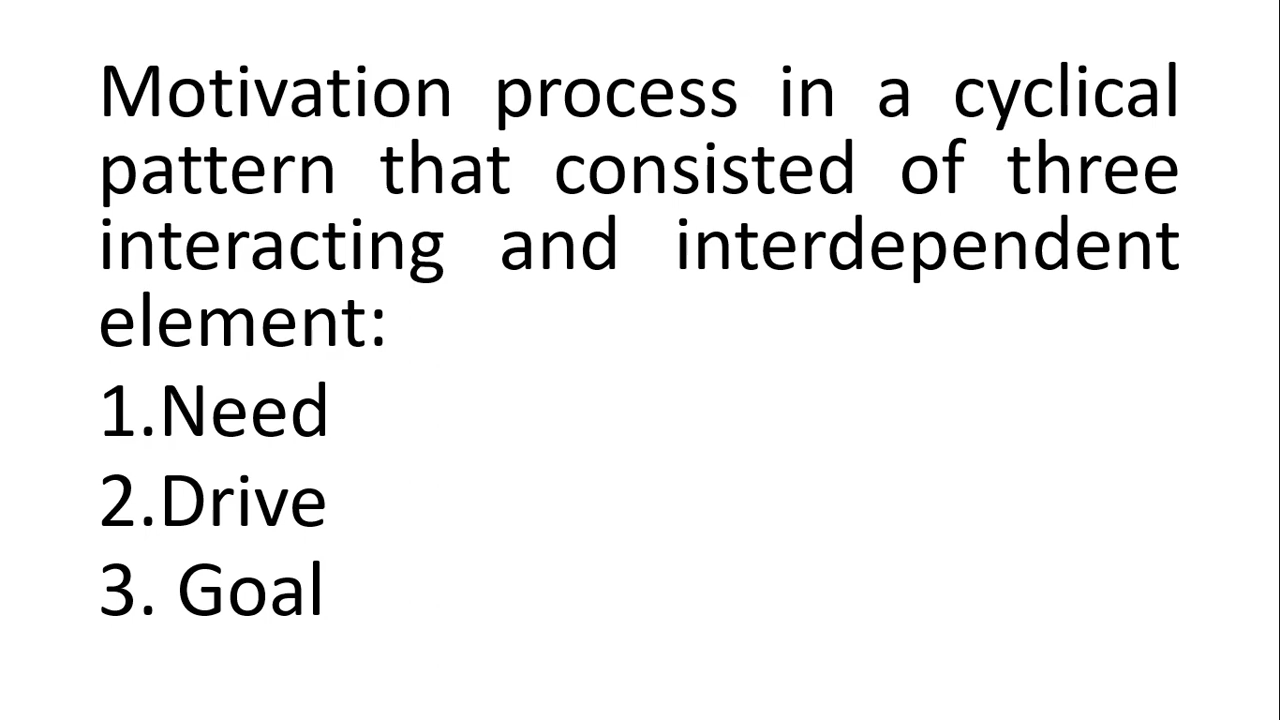 Motivation process in a cyclical
pattern that consisted of three
interacting and interdependent
element:
1.Need
2.Drive
3. Goal